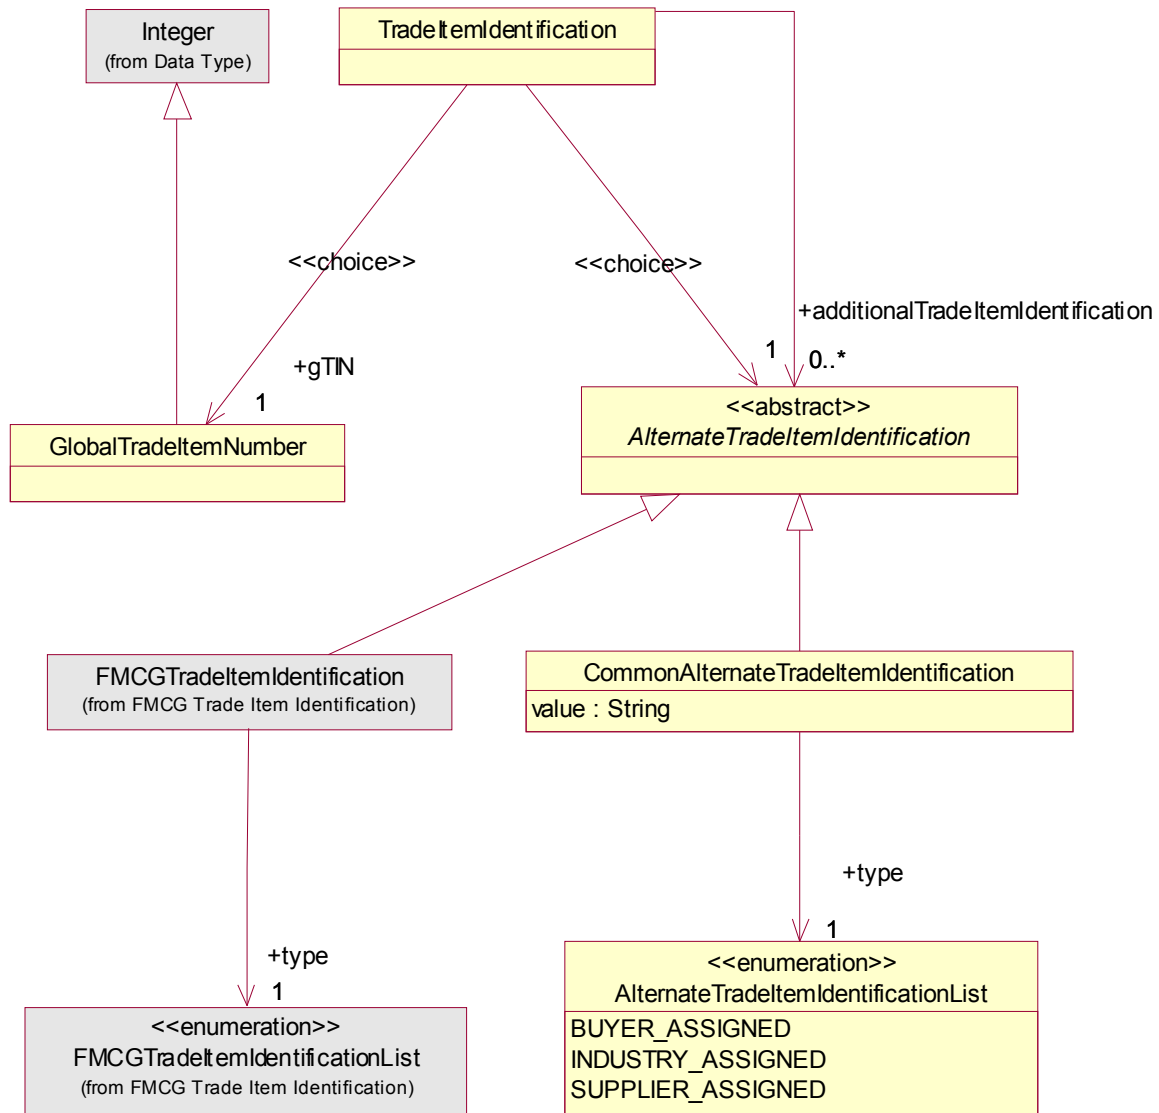 Integer
(from Data Type)
TradeItemIdentification
<<choice>>
<<choice>>
+additionalTradeItemIdentification
+gTIN
1
1
0..*
GlobalTradeItemNumber
<<abstract>>
AlternateTradeItemIdentification
FMCGTradeItemIdentification
(from FMCG Trade Item Identification)
CommonAlternateTradeItemIdentification
value : String
+type
1
+type
1
<<enumeration>>
FMCGTradeItemIdentificationList
(from FMCG Trade Item Identification)
<<enumeration>>
AlternateTradeItemIdentificationList
BUYER_ASSIGNED
INDUSTRY_ASSIGNED
SUPPLIER_ASSIGNED